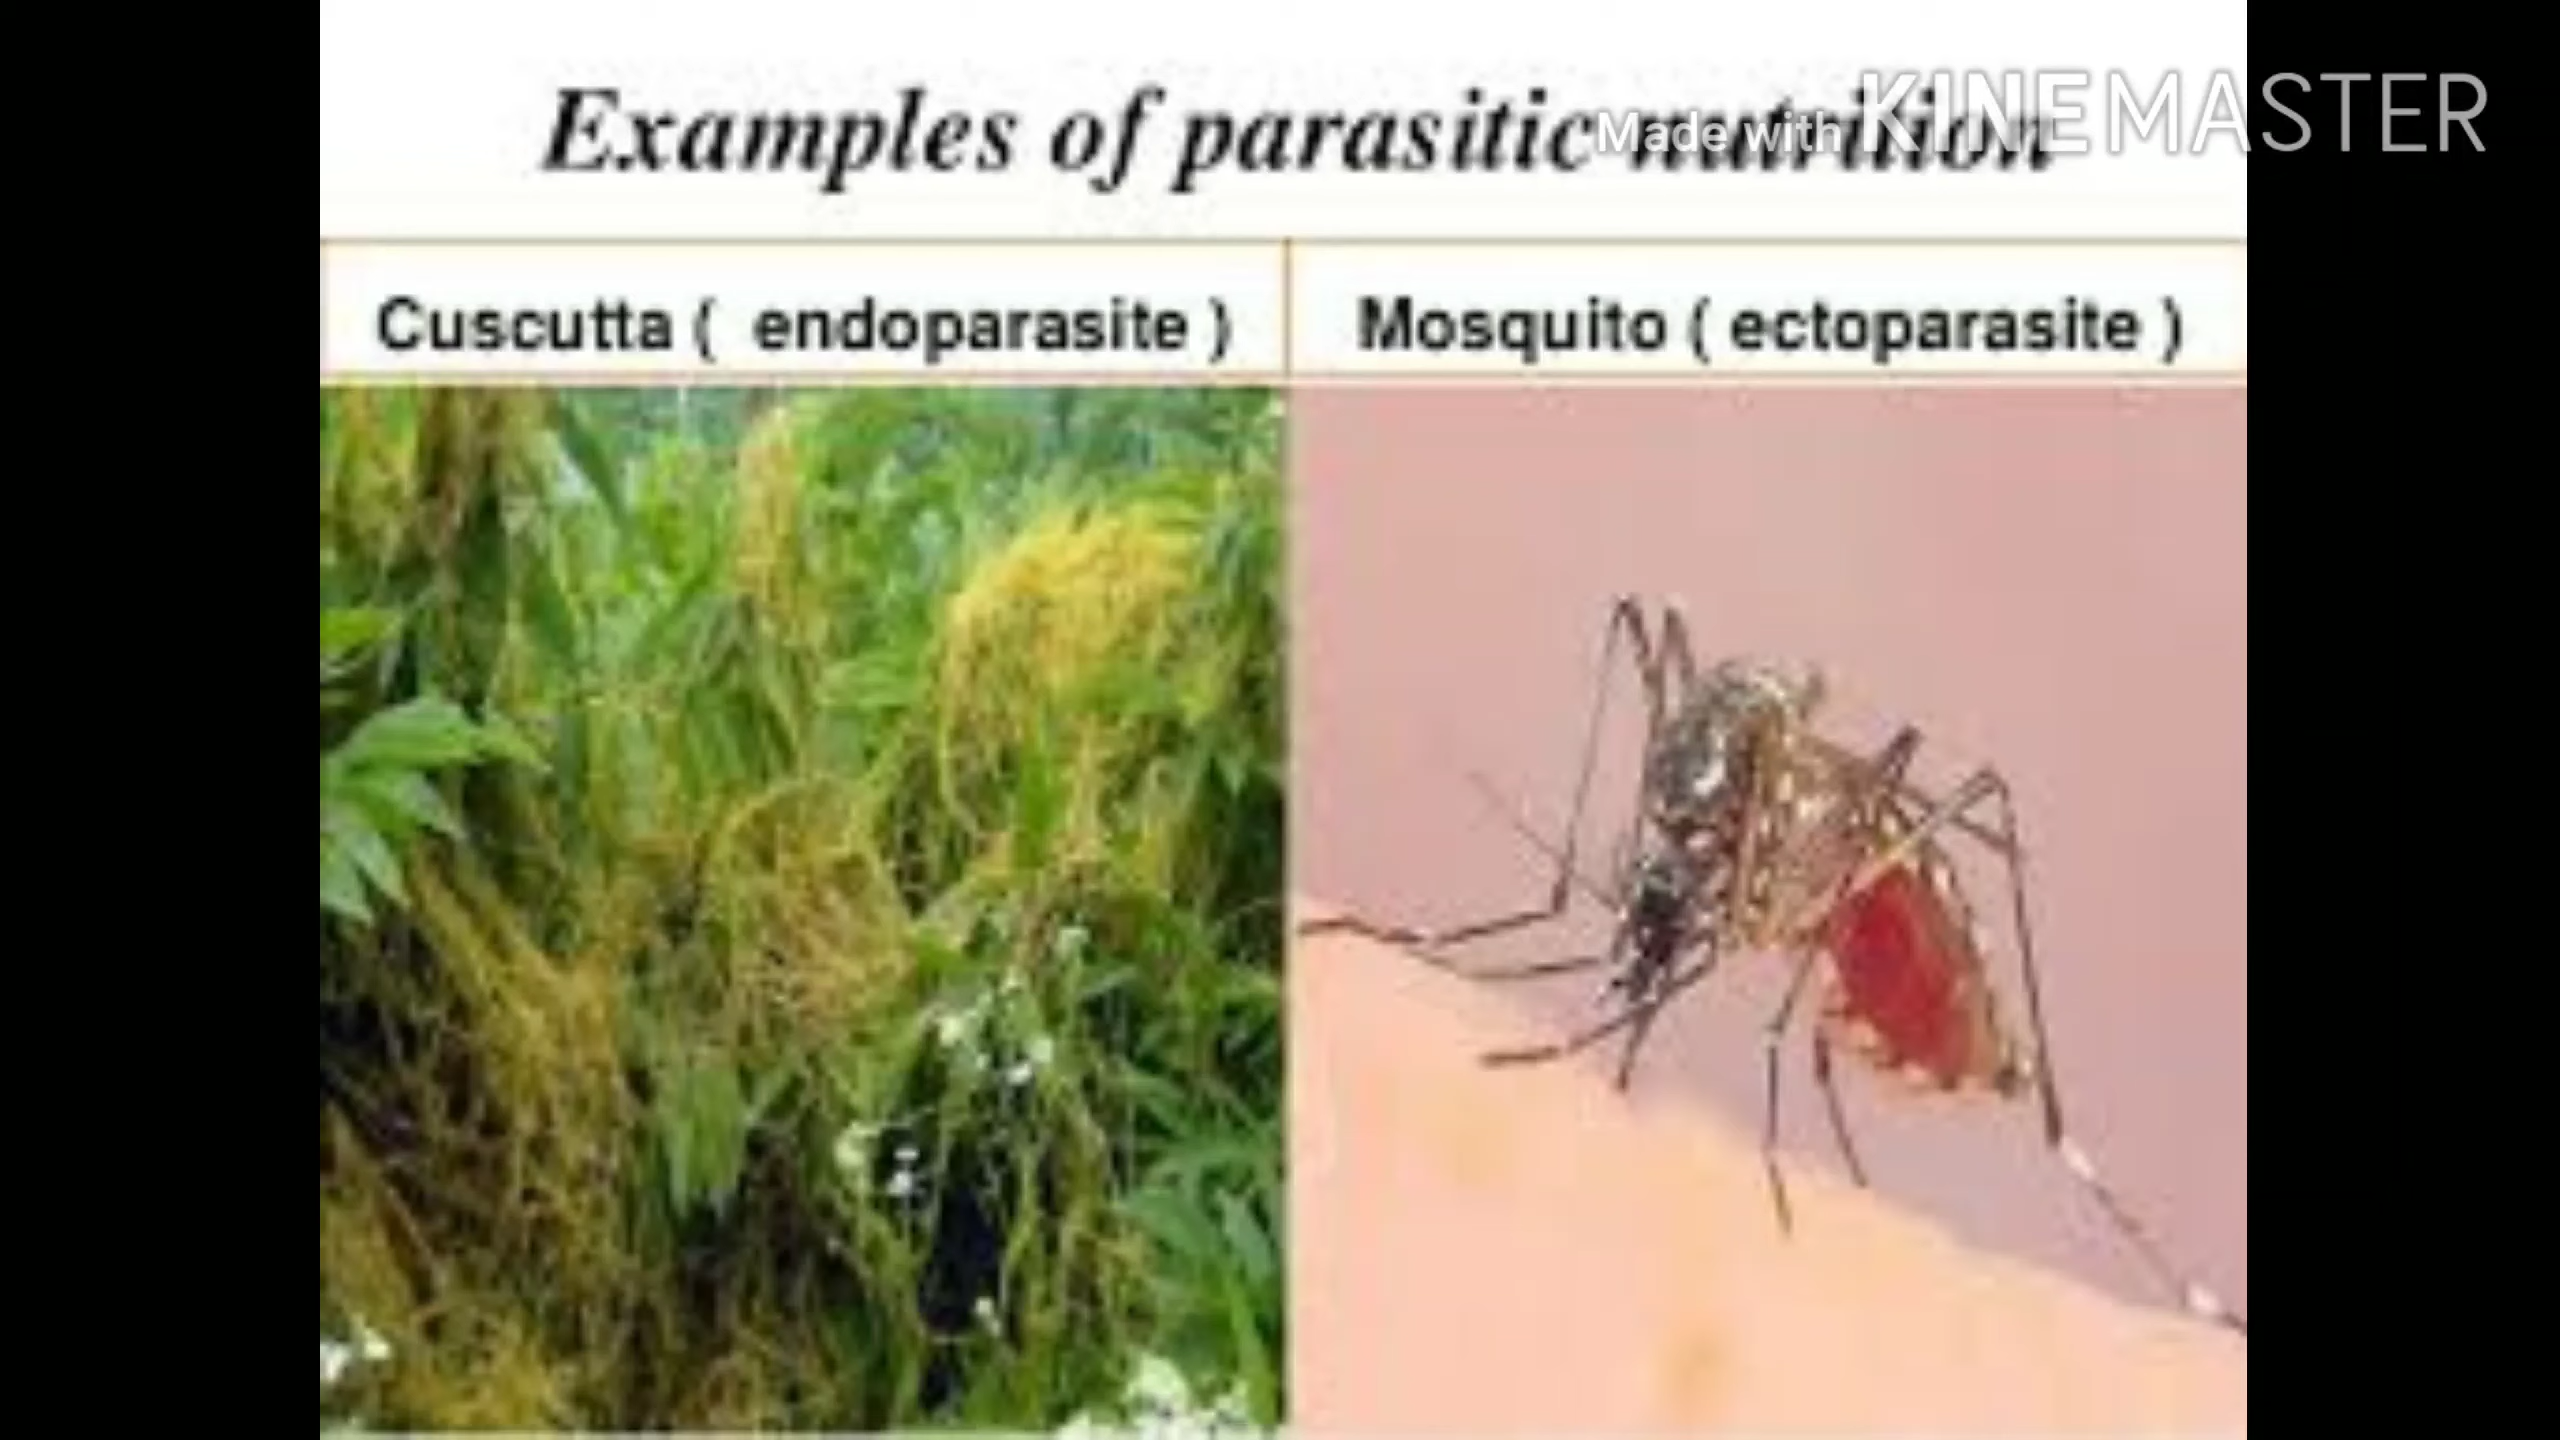 Examples of parasitic nutrition
Made with KINEMASTER
Cuscutta ( endoparasite )
Mosquito ( ectoparasite )